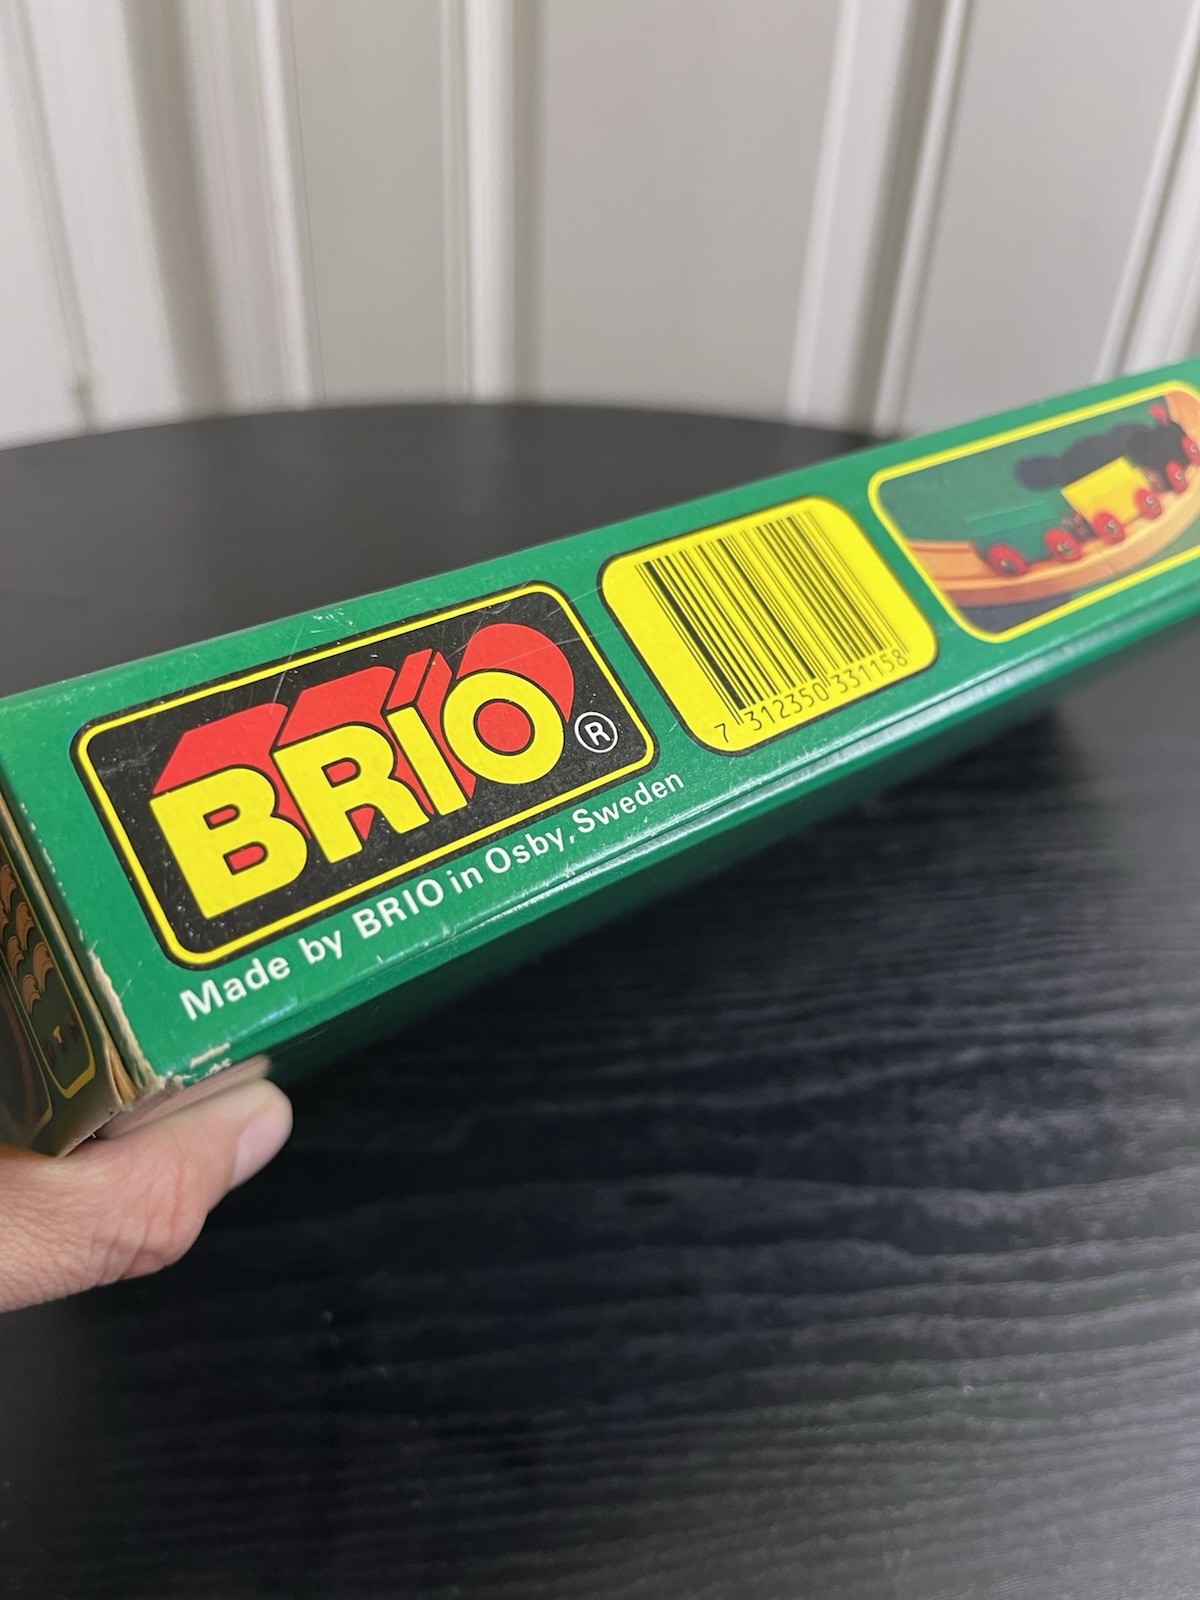 BRIO ®
Made by BRIO in Osby, Sweden
7 312350 331158